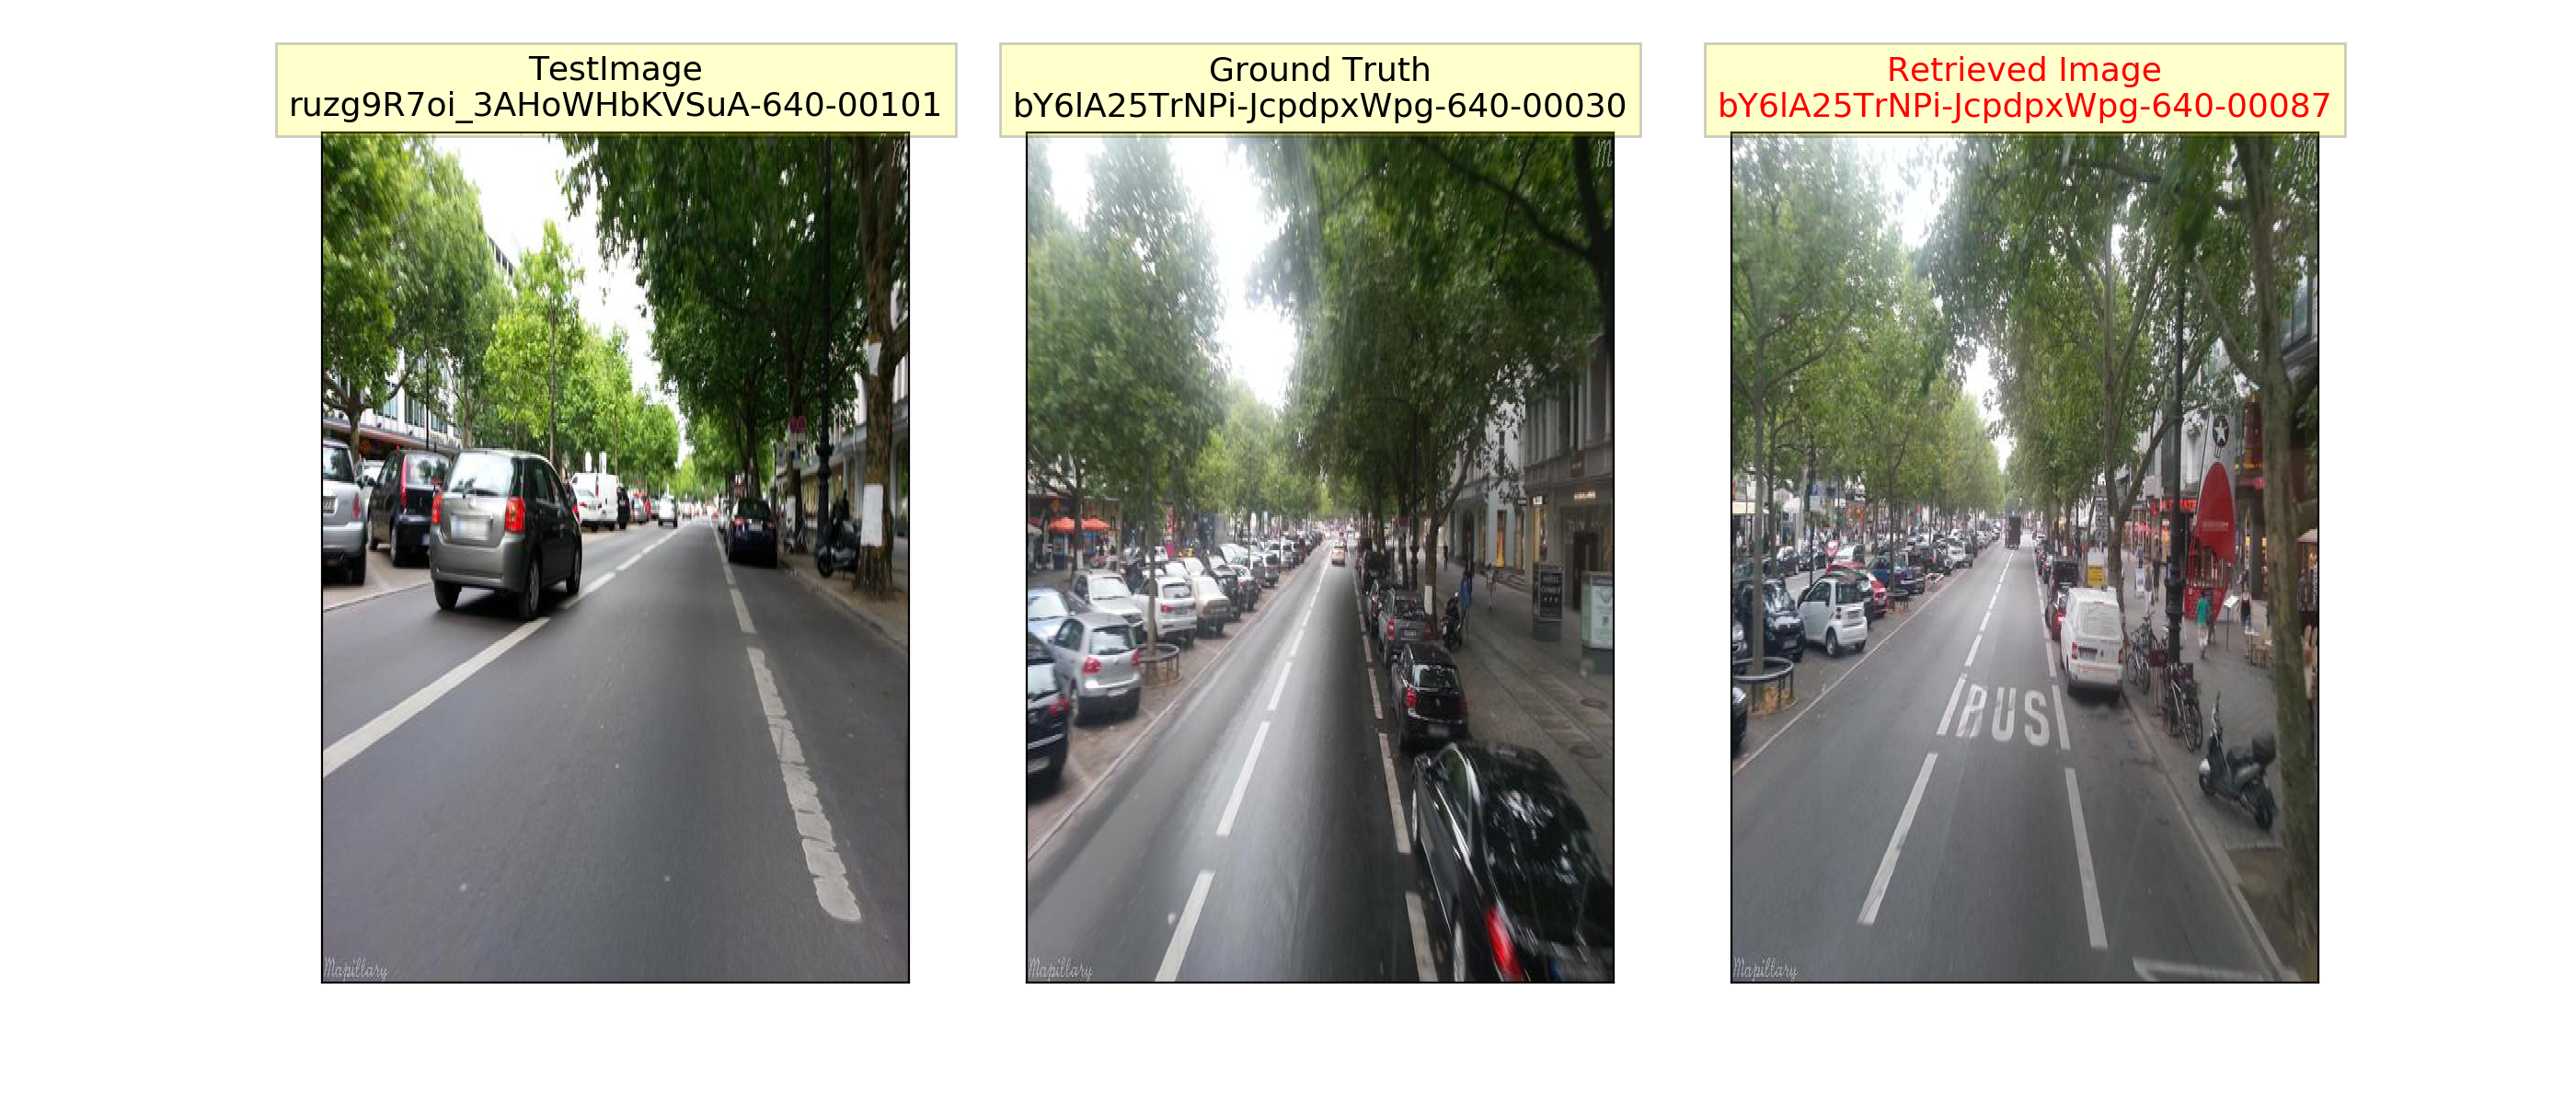 TestImage
ruzg9R7oi_3AHoWHbKVSuA-640-00101
Ground Truth
bY6lA25TrNPi-JcpdpxWpg-640-00030
Retrieved Image
bY6lA25TrNPi-JcpdpxWpg-640-00087
M
M
M
BUS
Mapillary
Mapillary
Mapillary